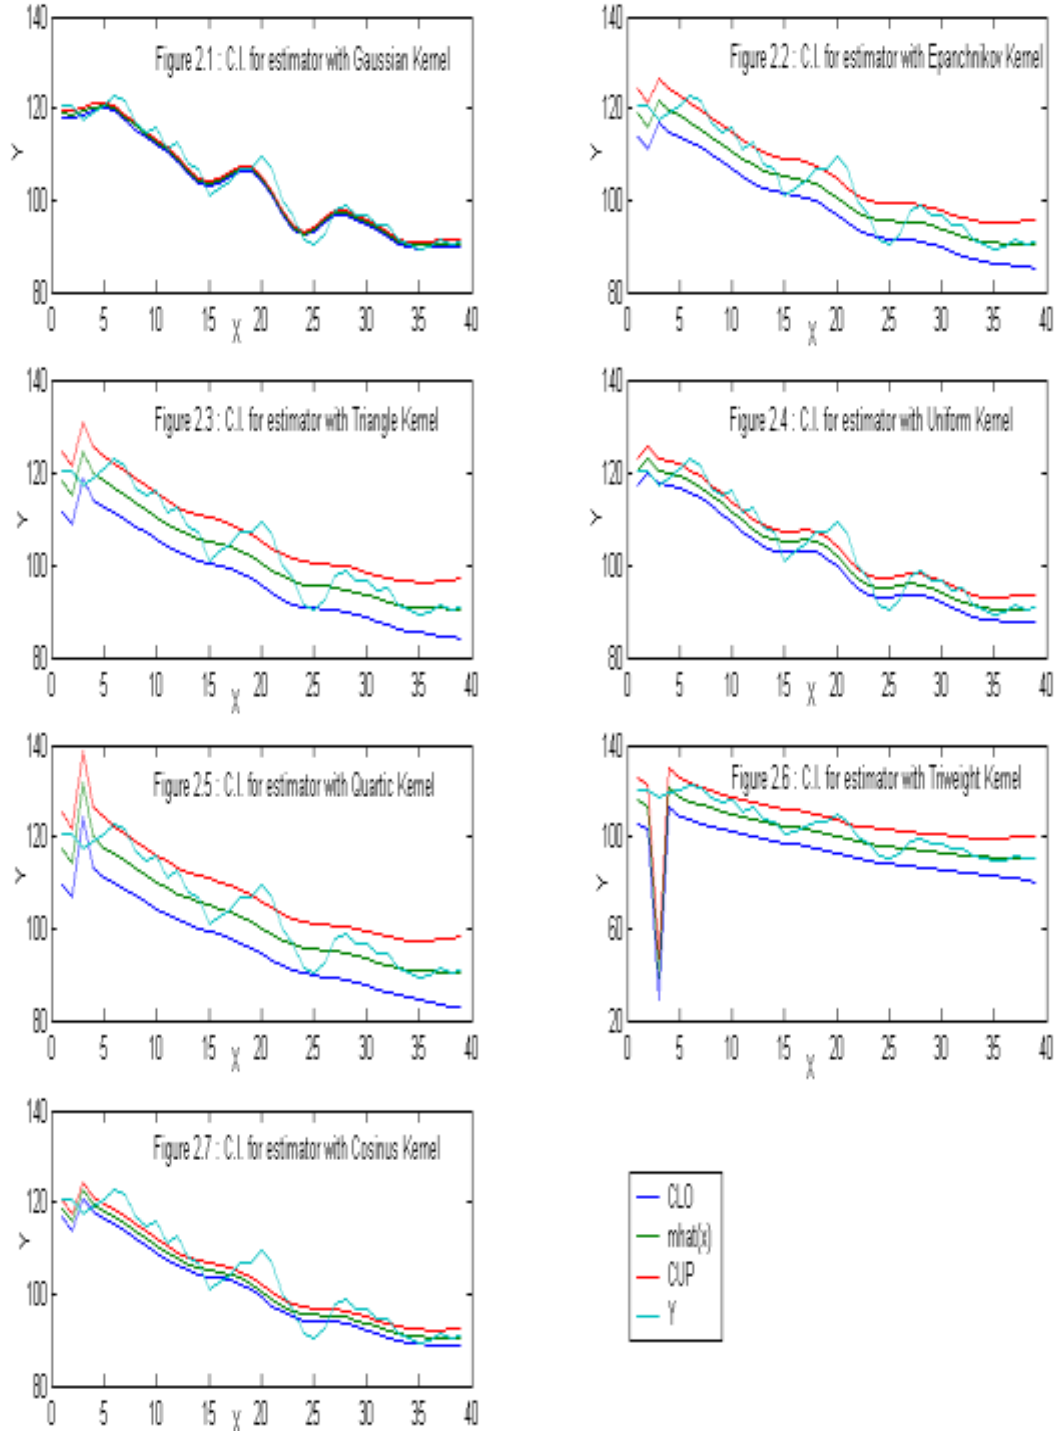 140
120
100
80
Y
Figure 2.1 : C.I. for estimator with Gaussian Kernel
0 5 10 15 20 25 30 35 40
X
140
120
100
80
Y
Figure 2.2 : C.I. for estimator with Epanchnikov Kernel
0 5 10 15 20 25 30 35 40
X
140
120
100
80
Y
Figure 2.3 : C.I. for estimator with Triangle Kernel
0 5 10 15 20 25 30 35 40
X
140
120
100
80
Y
Figure 2.4 : C.I. for estimator with Uniform Kernel
0 5 10 15 20 25 30 35 40
X
140
120
100
80
Y
Figure 2.5 : C.I. for estimator with Quartic Kernel
0 5 10 15 20 25 30 35 40
X
140
100
60
20
Y
Figure 2.6 : C.I. for estimator with Triweight Kernel
0 5 10 15 20 25 30 35 40
X
140
120
100
80
Y
Figure 2.7 : C.I. for estimator with Cosinus Kernel
0 5 10 15 20 25 30 35 40
X
CLO
mhat(x)
CUP
Y